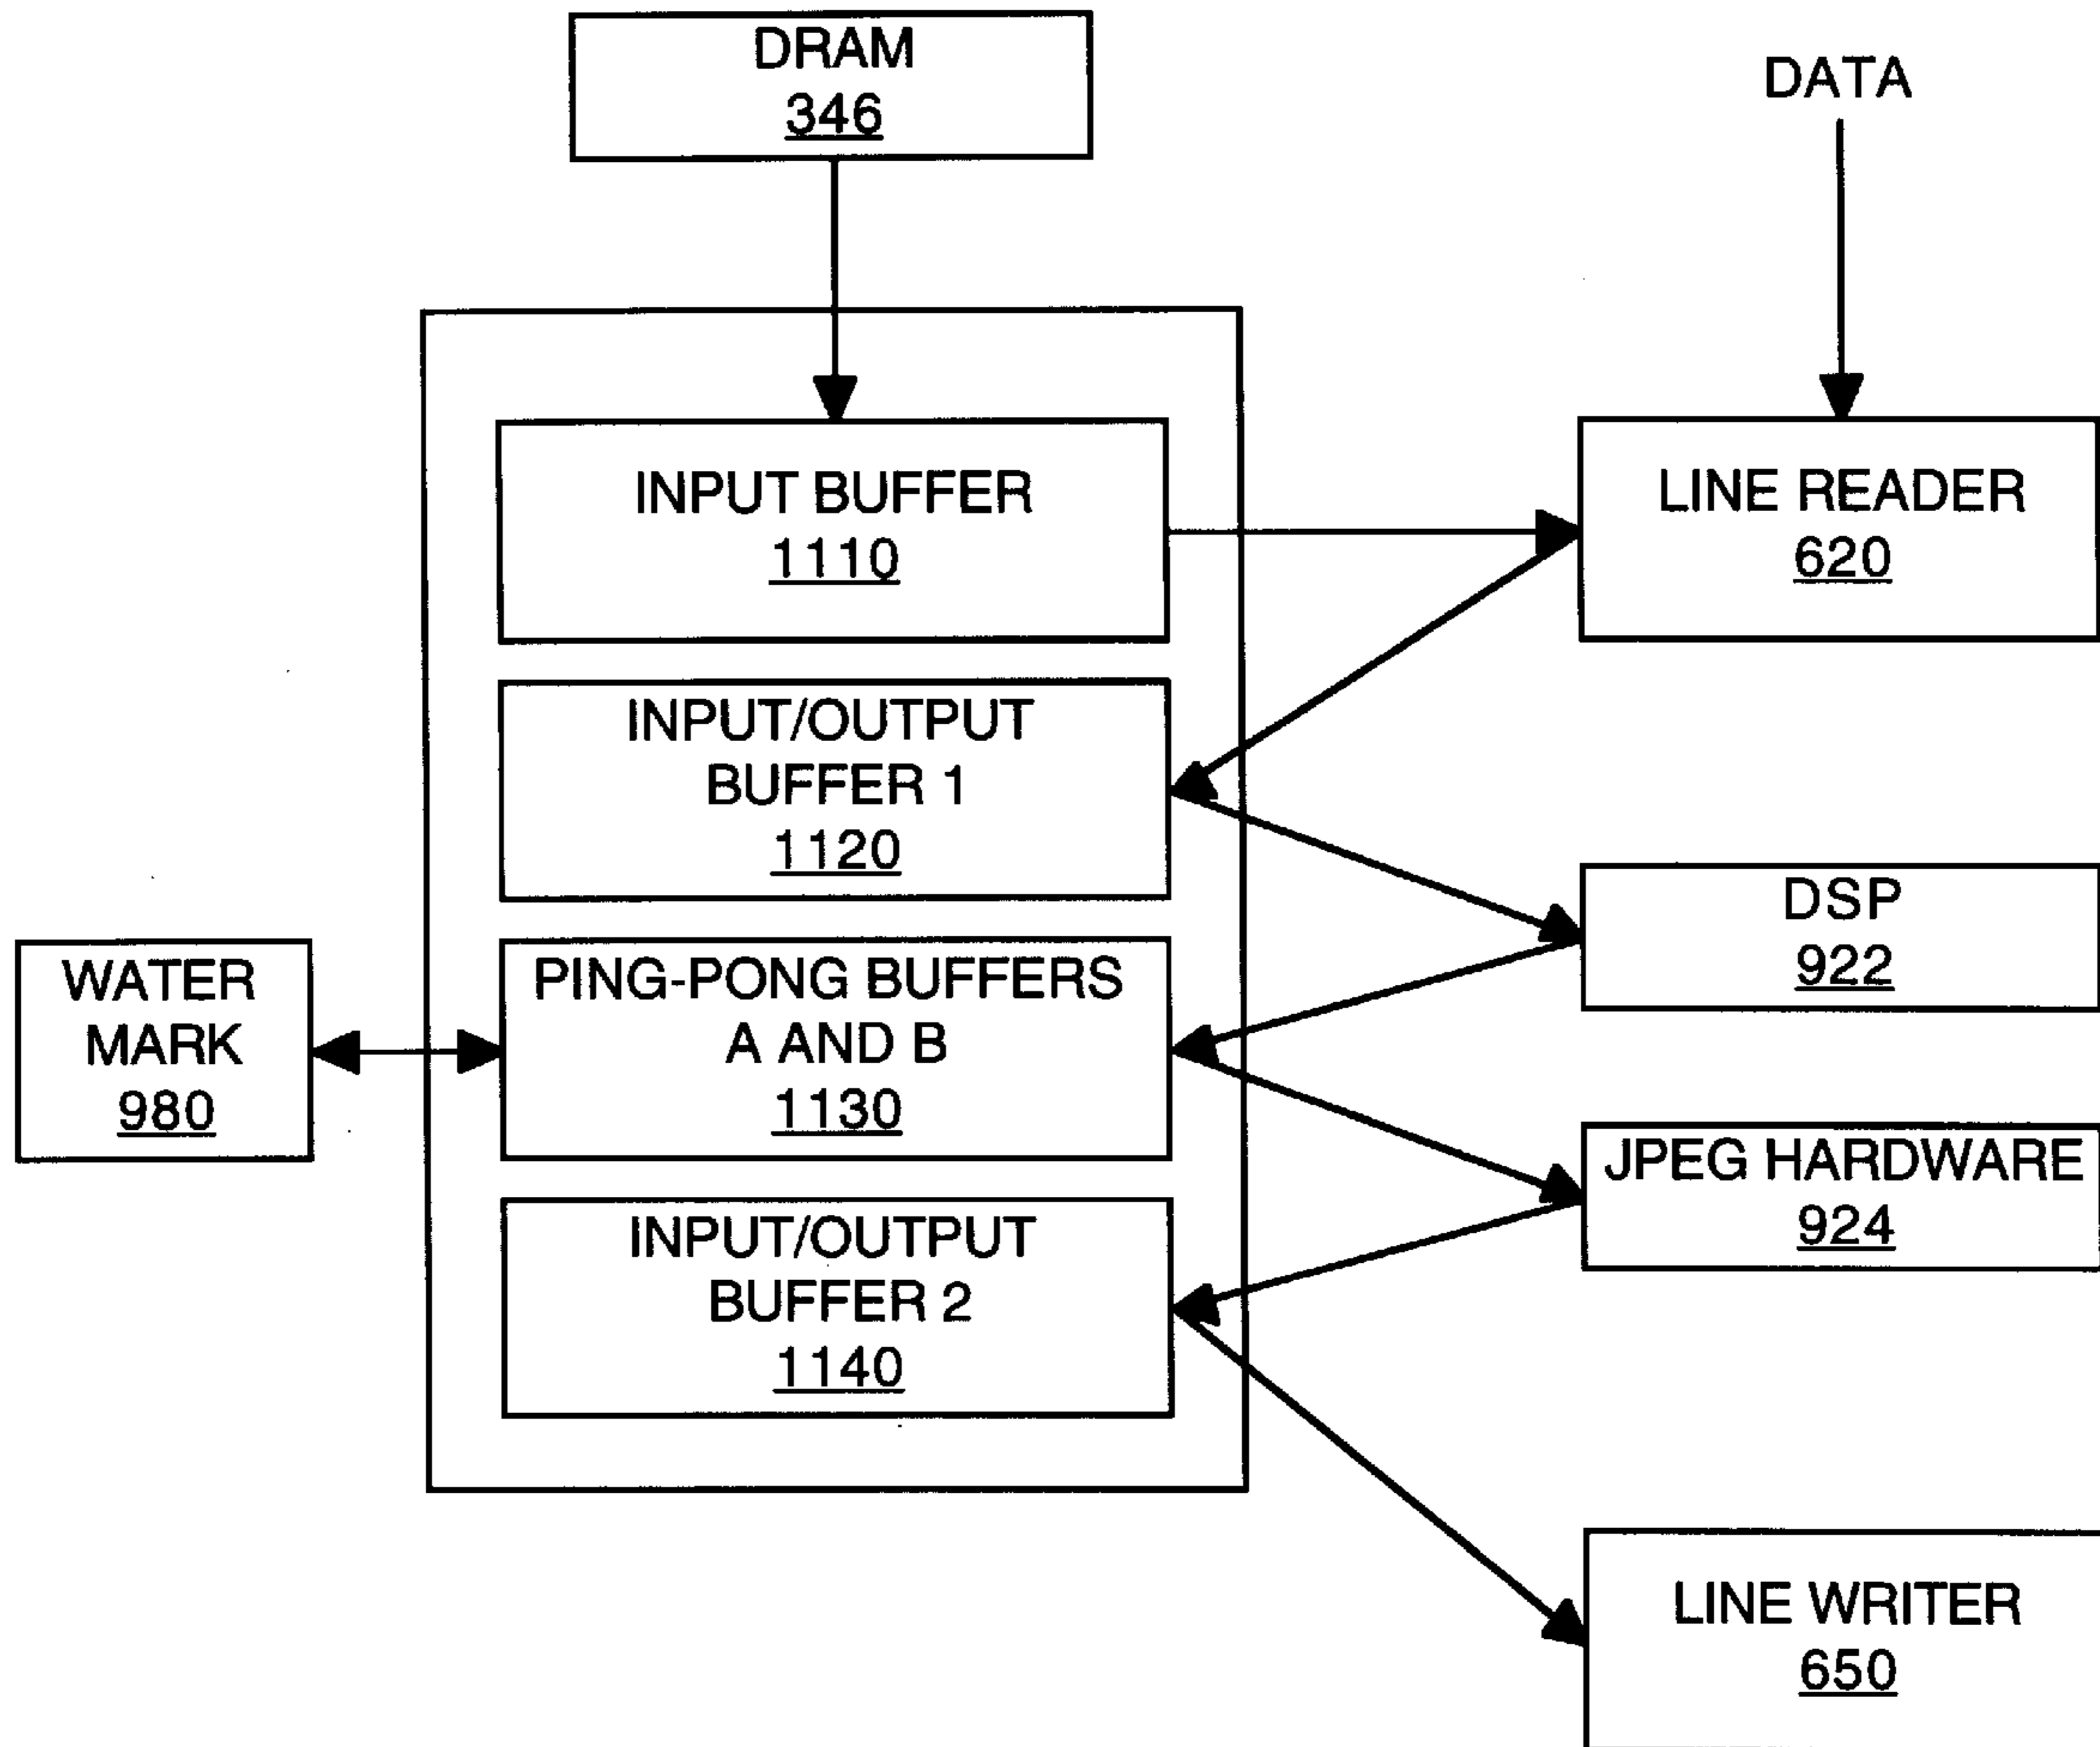 DRAM
346
DATA
INPUT BUFFER
1110
LINE READER
620
INPUT/OUTPUT
BUFFER 1
1120
DSP
922
WATER
MARK
980
PING-PONG BUFFERS
A AND B
1130
JPEG HARDWARE
924
INPUT/OUTPUT
BUFFER 2
1140
LINE WRITER
650